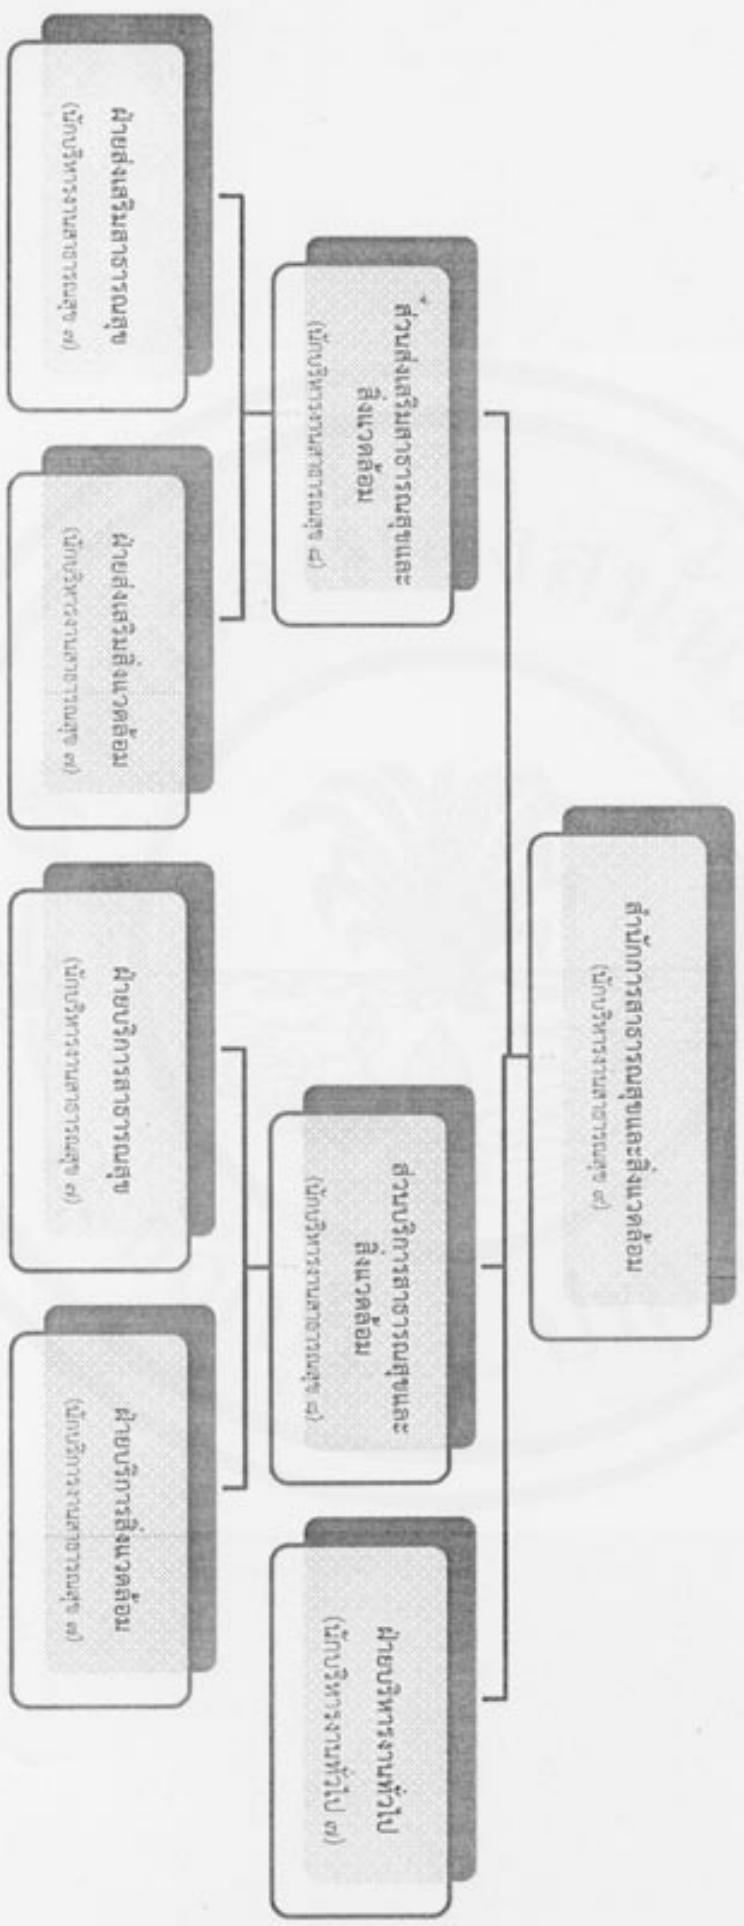 สำนักการสาธารณสุขและสิ่งแวดล้อม
(นักบริหารงานสาธารณสุข ๙)
ส่วนส่งเสริมสาธารณสุขและ
สิ่งแวดล้อม
(นักบริหารงานสาธารณสุข ๘)
ส่วนบริการสาธารณสุขและ
สิ่งแวดล้อม
(นักบริหารงานสาธารณสุข ๘)
ฝ่ายบริหารงานทั่วไป
(นักบริหารงานทั่วไป ๗)
ฝ่ายส่งเสริมสาธารณสุข
(นักบริหารงานสาธารณสุข ๗)
ฝ่ายส่งเสริมสิ่งแวดล้อม
(นักบริหารงานสาธารณสุข ๗)
ฝ่ายบริการสาธารณสุข
(นักบริหารงานสาธารณสุข ๗)
ฝ่ายบริการสิ่งแวดล้อม
(นักบริการงานสาธารณสุข ๗)